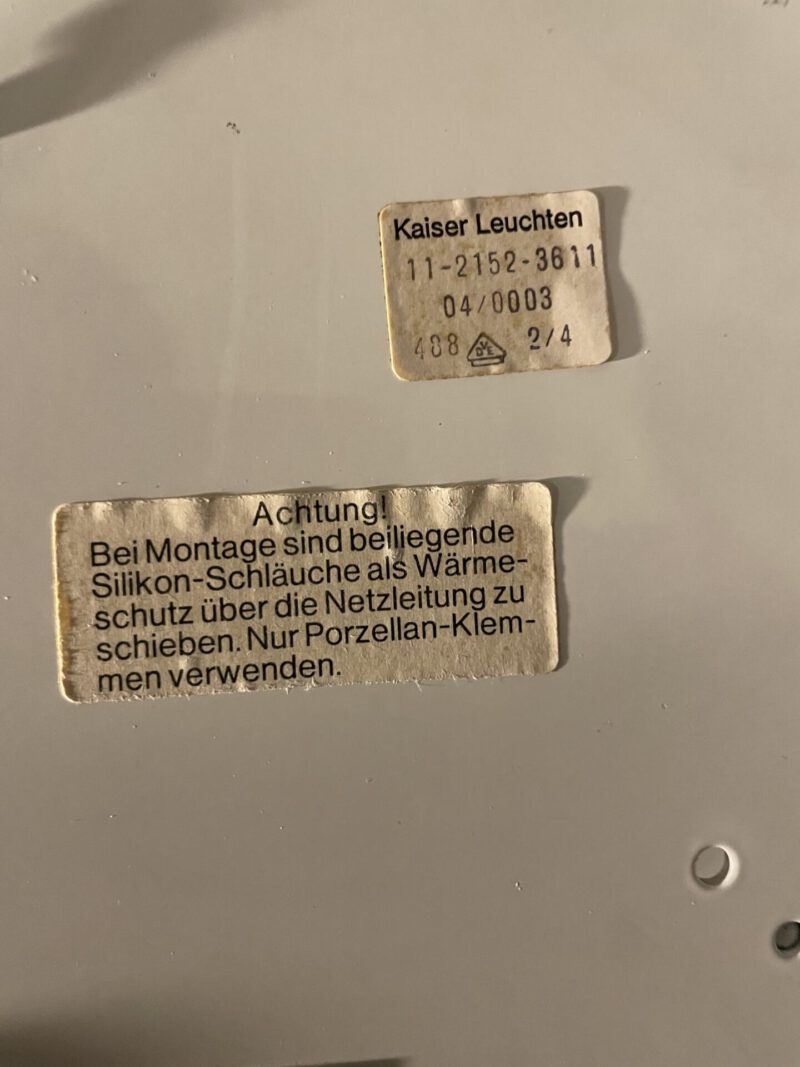 Kaiser Leuchten
11-2152-3611
04/0003
488 VDE 2/4
Achtung!
Bei Montage sind beiliegende
Silikon-Schläuche als Wärme-
schutz über die Netzleitung zu
schieben. Nur Porzellan-Klem-
men verwenden.